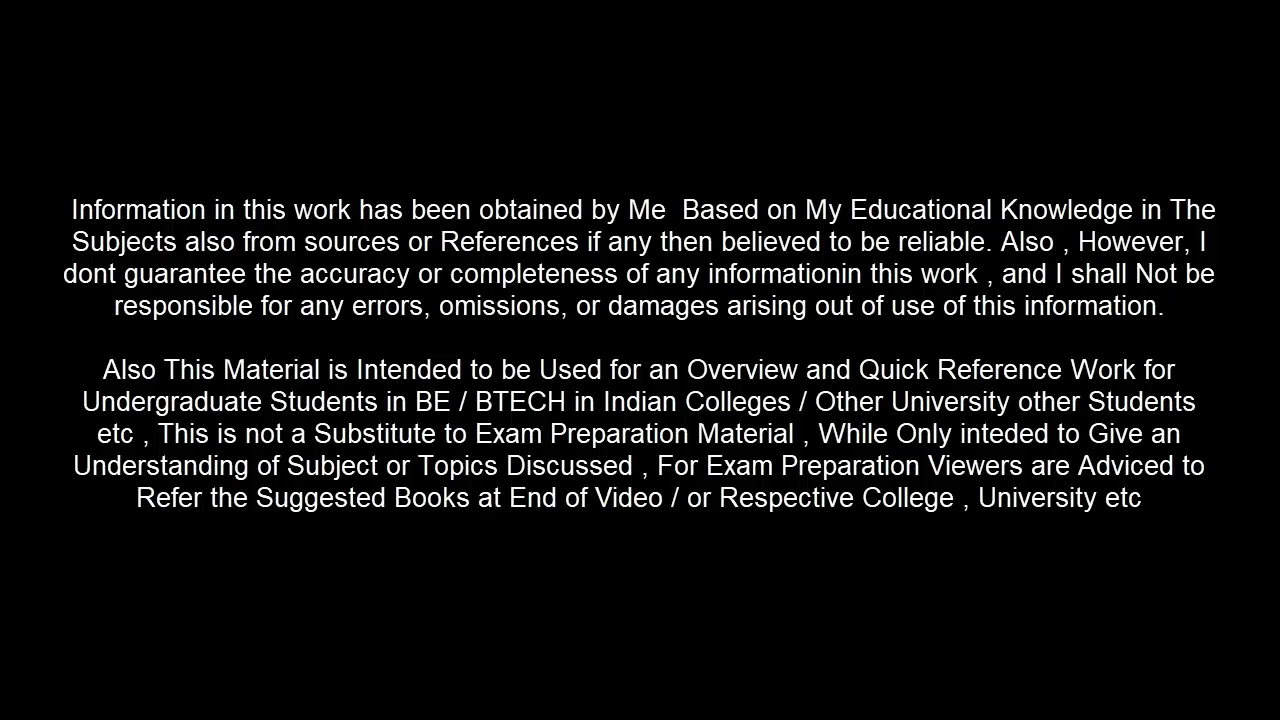 Information in this work has been obtained by Me  Based on My Educational Knowledge in The
Subjects also from sources or References if any then believed to be reliable. Also , However, I
dont guarantee the accuracy or completeness of any informationin this work , and I shall Not be
responsible for any errors, omissions, or damages arising out of use of this information.
Also This Material is Intended to be Used for an Overview and Quick Reference Work for
Undergraduate Students in BE / BTECH in Indian Colleges / Other University other Students
etc , This is not a Substitute to Exam Preparation Material , While Only inteded to Give an
Understanding of Subject or Topics Discussed , For Exam Preparation Viewers are Adviced to
Refer the Suggested Books at End of Video / or Respective College , University etc